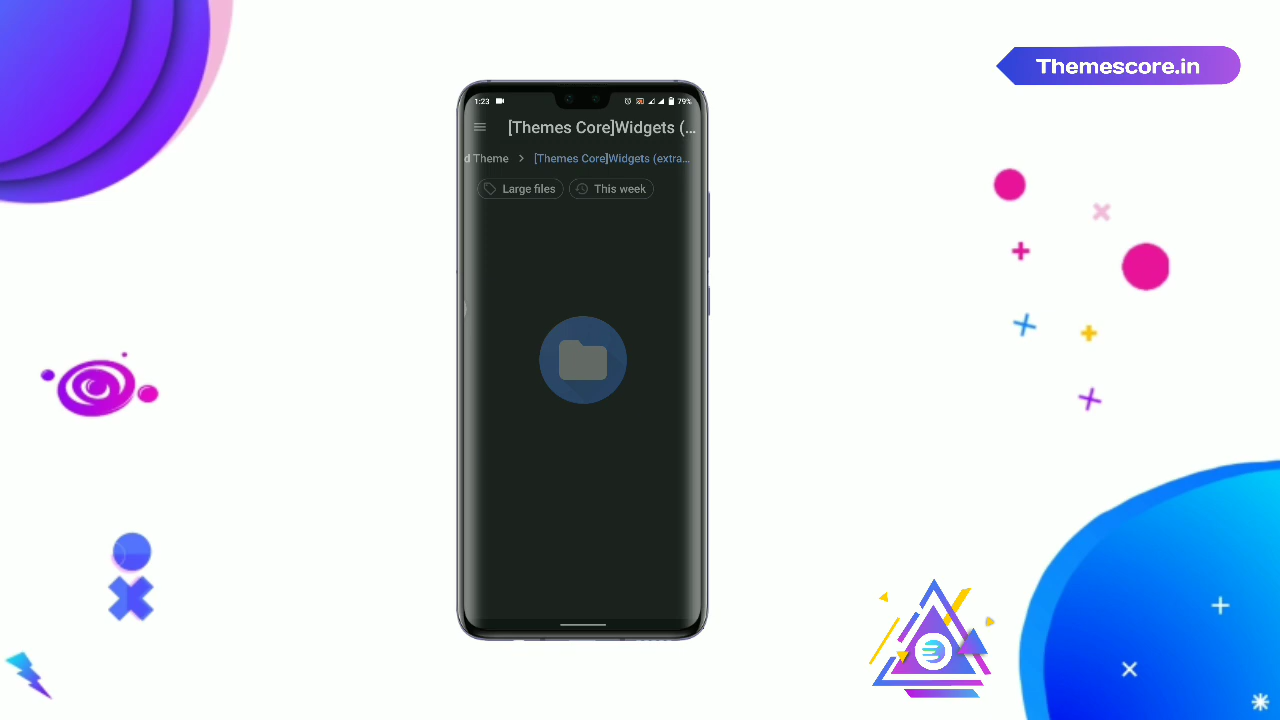 Themescore.in
1:23
79%
[Themes Core]Widgets (...
d Theme
[Themes Core]Widgets (extra...
Large files
This week